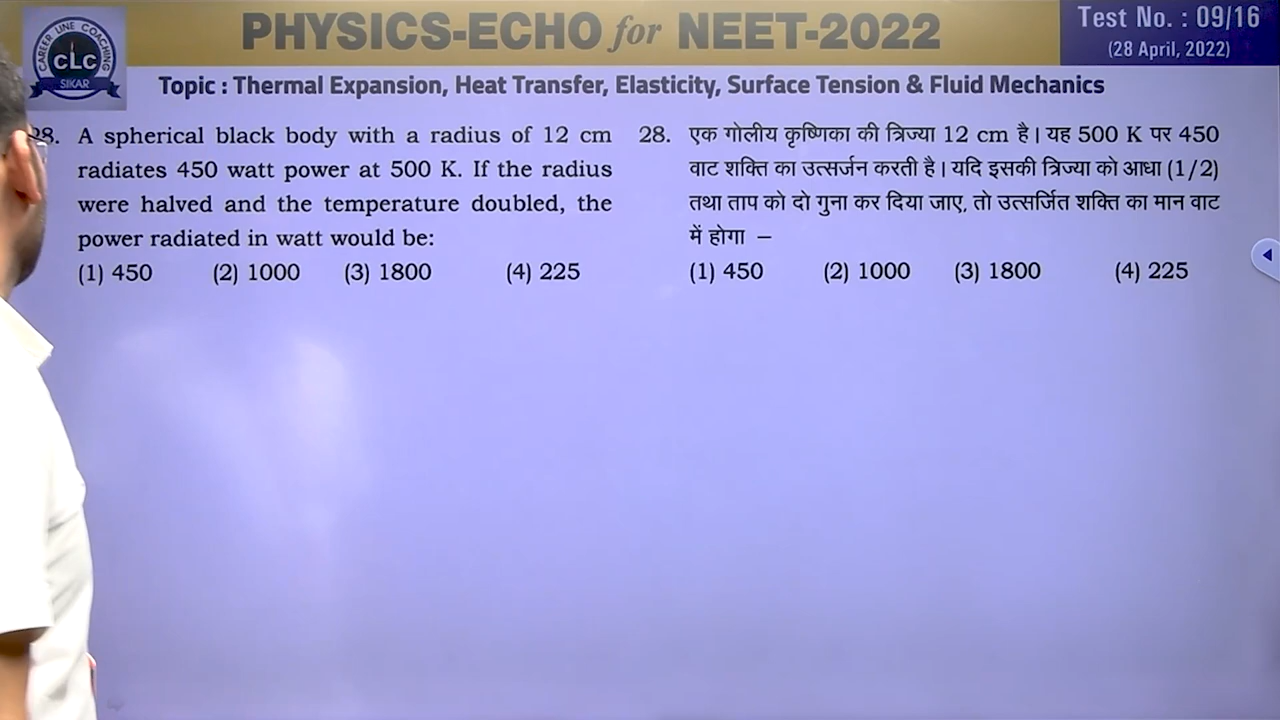 PHYSICS-ECHO for NEET-2022
Test No. : 09/16
(28 April, 2022)
CAREER LINE COACHING
CLC
SIKAR
Topic : Thermal Expansion, Heat Transfer, Elasticity, Surface Tension & Fluid Mechanics
28. A spherical black body with a radius of 12 cm
radiates 450 watt power at 500 K. If the radius
were halved and the temperature doubled, the
power radiated in watt would be:
(1) 450 (2) 1000 (3) 1800 (4) 225
28. एक गोलीय कृष्णिका की त्रिज्या 12 cm है। यह 500 K पर 450
वाट शक्ति का उत्सर्जन करती है। यदि इसकी त्रिज्या को आधा (1/2)
तथा ताप को दो गुना कर दिया जाए, तो उत्सर्जित शक्ति का मान वाट
में होगा –
(1) 450 (2) 1000 (3) 1800 (4) 225